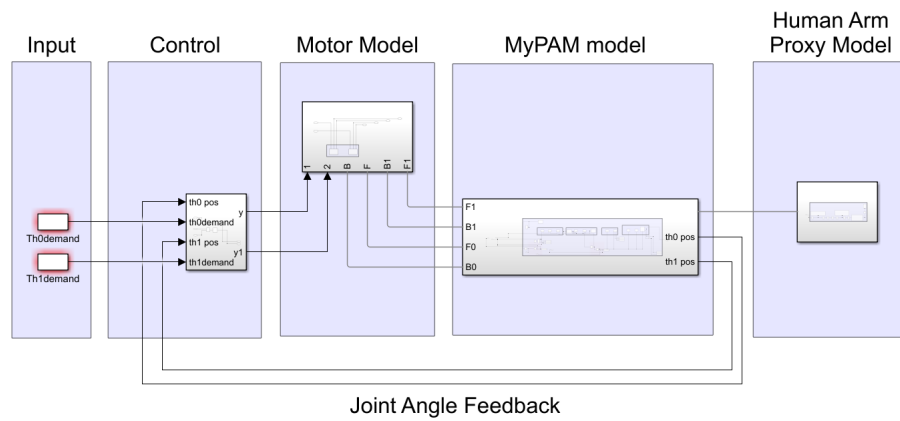 Input
Control
Motor Model
MyPAM model
Human Arm
Proxy Model
1
2
B
F
B1
F1
th0 pos
th0demand
th1 pos
th1demand
y
y1
Th0demand
Th1demand
F1
B1
F0
B0
th0 pos
th1 pos
Joint Angle Feedback